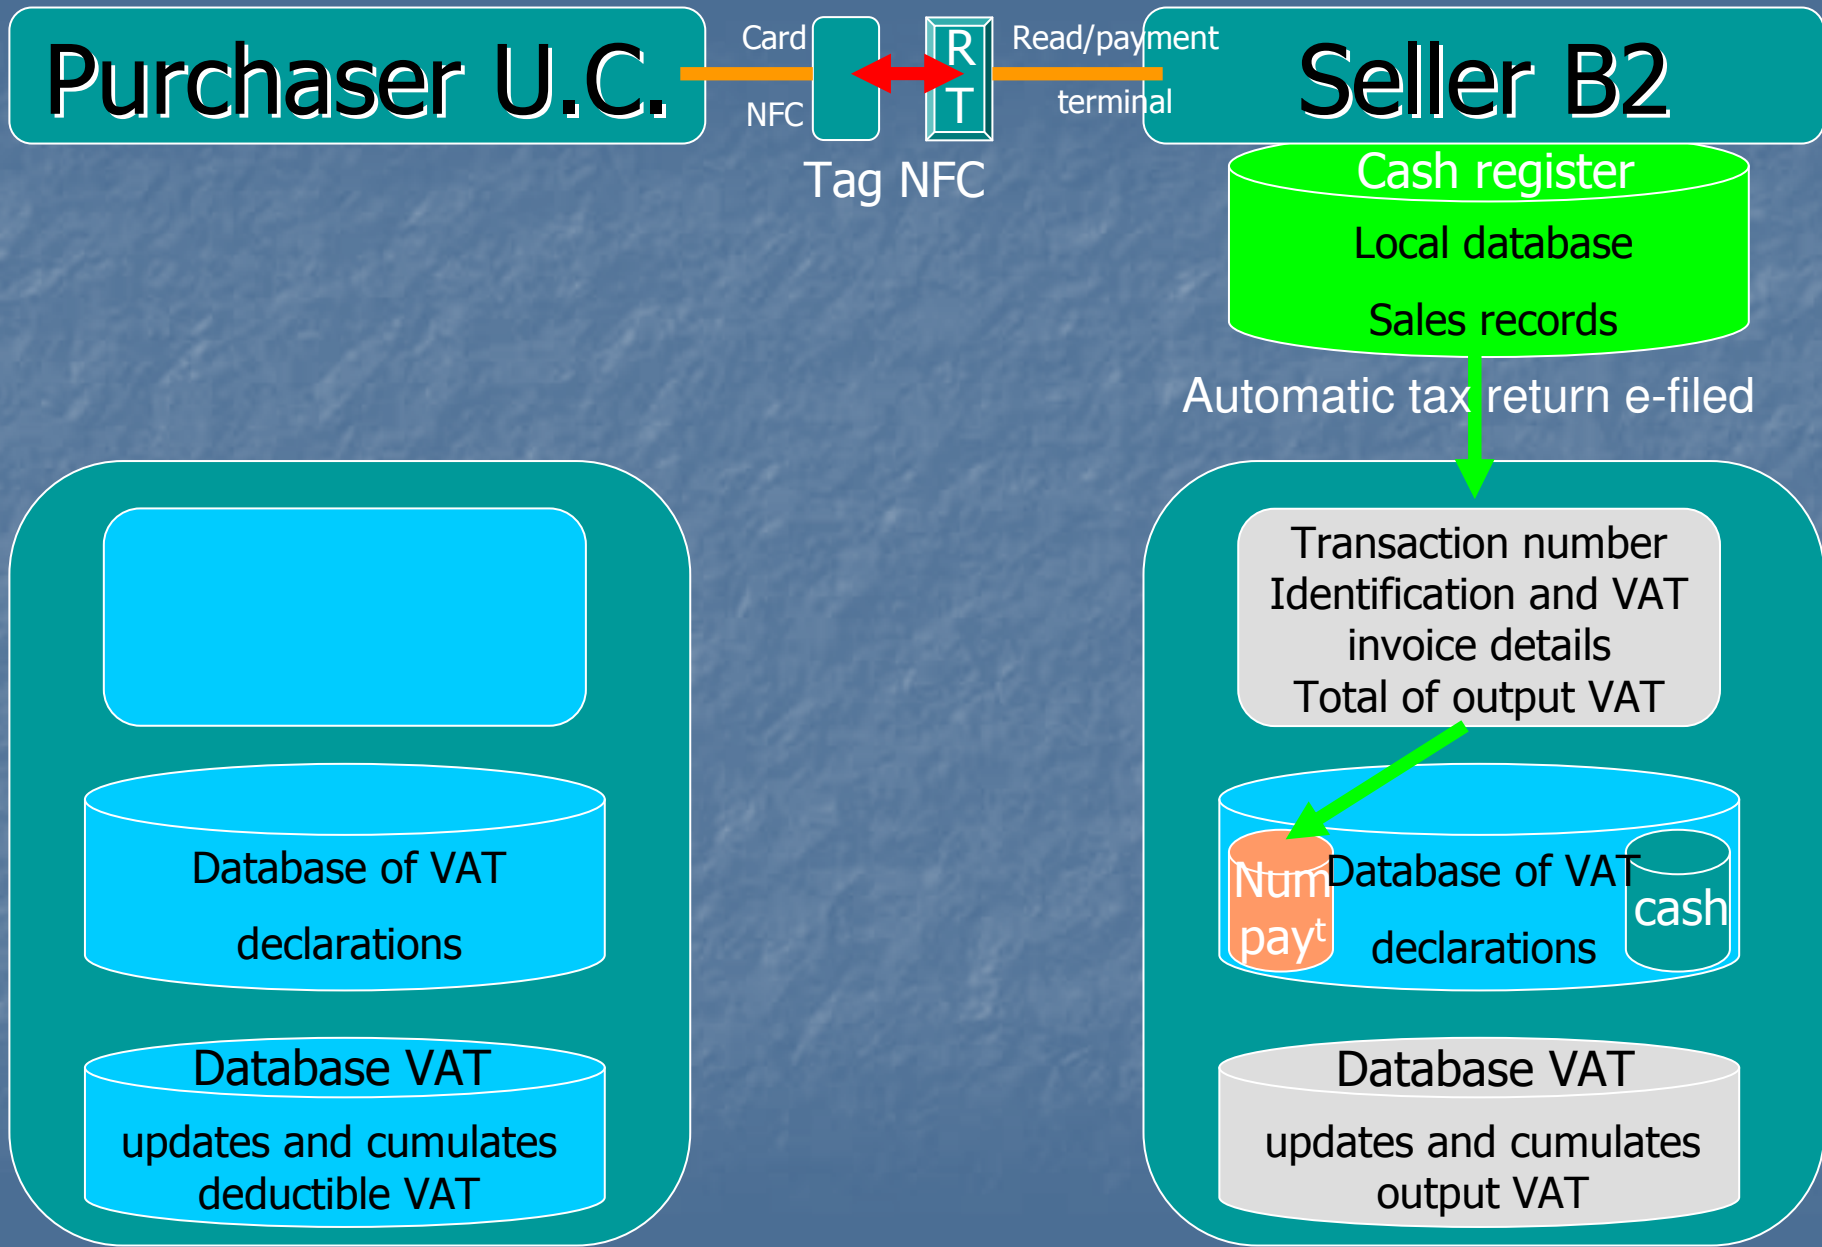 Purchaser U.C.
Card
NFC
R
T
Read/payment
terminal
Seller B2
Tag NFC
Cash register
Local database
Sales records
Automatic tax return e-filed
Transaction number
Identification and VAT
invoice details
Total of output VAT
Database of VAT
declarations
Num
pay^t
Database of VAT
declarations
cash
Database VAT
updates and cumulates
deductible VAT
Database VAT
updates and cumulates
output VAT